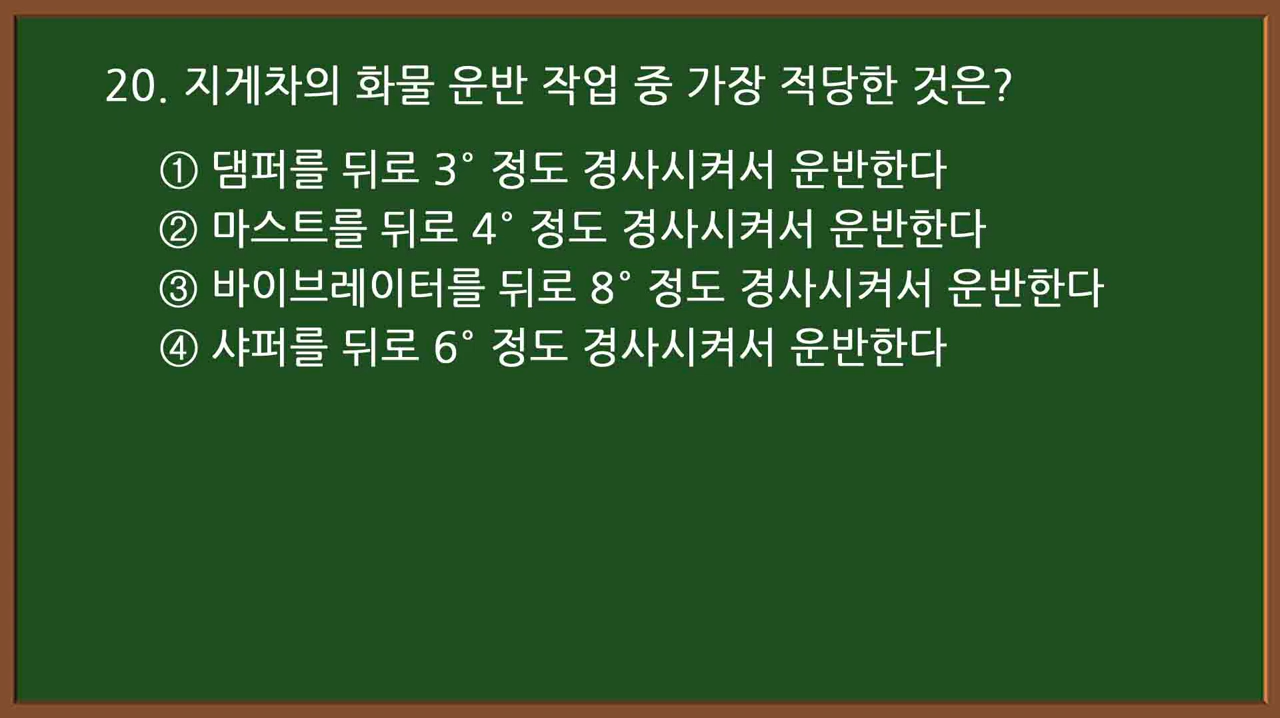 20. 지게차의 화물 운반 작업 중 가장 적당한 것은?
① 댐퍼를 뒤로 3° 정도 경사시켜서 운반한다
② 마스트를 뒤로 4° 정도 경사시켜서 운반한다
③ 바이브레이터를 뒤로 8° 정도 경사시켜서 운반한다
④ 샤퍼를 뒤로 6° 정도 경사시켜서 운반한다